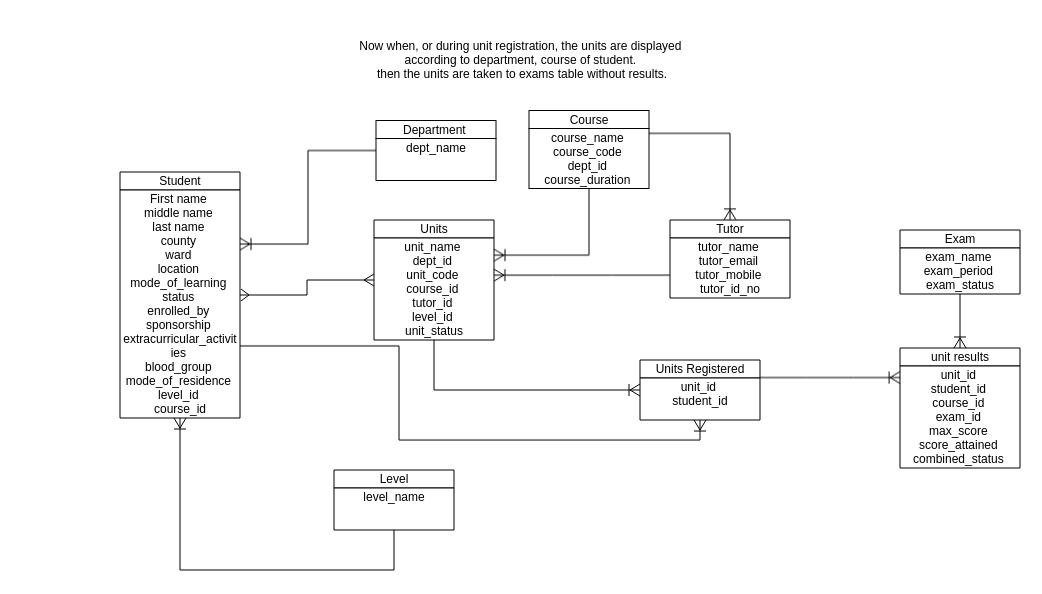 Now when, or during unit registration, the units are displayed
according to department, course of student.
then the units are taken to exams table without results.
Department
dept_name
Course
course_name
course_code
dept_id
course_duration
Student
First name
middle name
last name
county
ward
location
mode_of_learning
status
enrolled_by
sponsorship
extracurricular_activit
ies
blood_group
mode_of_residence
level_id
course_id
Units
unit_name
dept_id
unit_code
course_id
tutor_id
level_id
unit_status
Tutor
tutor_name
tutor_email
tutor_mobile
tutor_id_no
Exam
exam_name
exam_period
exam_status
Units Registered
unit_id
student_id
unit results
unit_id
student_id
course_id
exam_id
max_score
score_attained
combined_status
Level
level_name